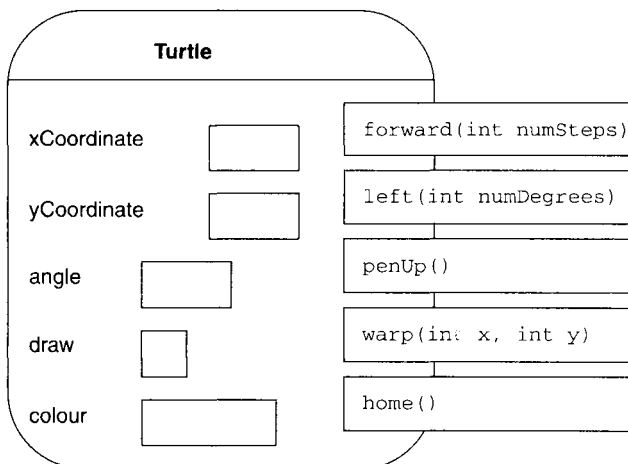 Turtle
xCoordinate
yCoordinate
angle
draw
colour
forward(int numSteps)
left(int numDegrees)
penUp()
warp(int x, int y)
home()